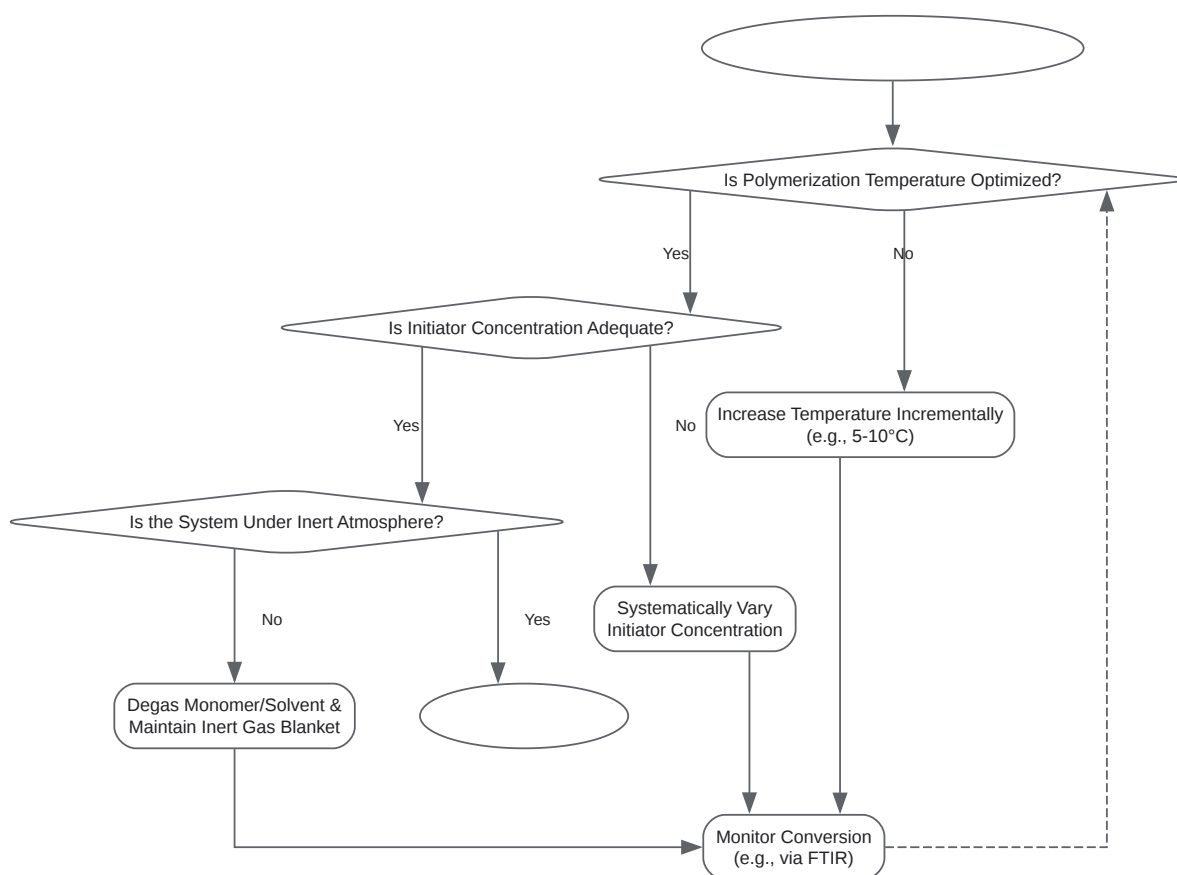 Is Polymerization Temperature Optimized?
Yes
No
Is Initiator Concentration Adequate?
Increase Temperature Incrementally
(e.g., 5-10°C)
Yes
No
Is the System Under Inert Atmosphere?
Systematically Vary
Initiator Concentration
No
Yes
Degas Monomer/Solvent &
Maintain Inert Gas Blanket
Monitor Conversion
(e.g., via FTIR)